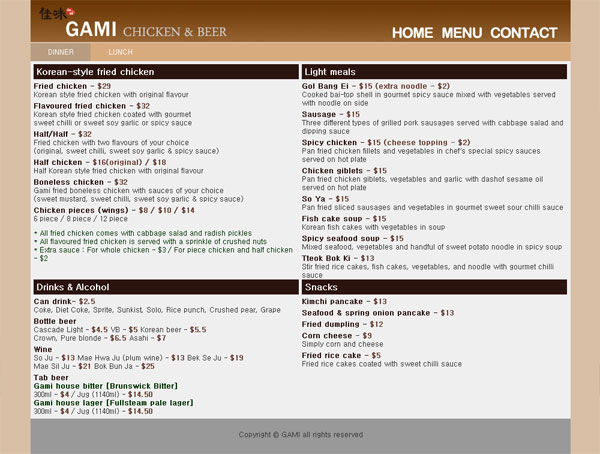 佳味
GAMI CHICKEN & BEER
HOME MENU CONTACT
DINNER LUNCH
Korean-style fried chicken
Fried chicken - $29
Korean style fried chicken with original flavour
Flavoured fried chicken - $32
Korean style fried chicken coated with gourmet
sweet chilli or sweet soy garlic or spicy sauce
Half/Half - $32
Fried chicken with two flavours of your choice
(original, sweet chilli, sweet soy garlic & spicy sauce)
Half chicken - $16(original) / $18
Half Korean style fried chicken with original flavour
Boneless chicken - $32
Gami fried boneless chicken with sauces of your choice
(sweet mustard, sweet chilli, sweet soy garlic & spicy sauce)
Chicken pieces (wings) - $8 / $10 / $14
6 piece / 8 piece / 12 piece
* All fried chicken comes with cabbage salad and radish pickles
* All flavoured fried chicken is served with a sprinkle of crushed nuts
* Extra sauce : For whole chicken - $3 / For piece chicken and half chicken
- $2
Light meals
Gol Bang Ei - $15 (extra noodle - $2)
Cooked bai-top shell in gourmet spicy sauce mixed with vegetables served
with noodle on side
Sausage - $15
Three different types of grilled pork sausages served with cabbage salad and
dipping sauce
Spicy chicken - $15 (cheese topping - $2)
Pan fried chicken fillets and vegetables in chef's special spicy sauces
served on hot plate
Chicken giblets - $15
Pan fried chicken giblets, vegetables and garlic with dashof sesame oil
served on hot plate
So Ya - $15
Pan fried sliced sausages and vegetables in gourmet sweet sour chilli sauce
Fish cake soup - $15
Korean fish cakes with vegetables in soup
Spicy seafood soup - $15
Mixed seafood, vegetables and handful of sweet potato noodle in spicy soup
Tteok Bok Ki - $13
Stir fried rice cakes, fish cakes, vegetables, and noodle with gourmet chilli
sauce
Drinks & Alcohol
Can drink- $2.5
Coke, Diet Coke, Sprite, Sunkist, Solo, Rice punch, Crushed pear, Grape
Bottle beer
Cascade Light - $4.5 VB - $5 Korean beer - $5.5
Crown, Pure blonde - $6.5 Asahi - $7
Wine
So Ju - $13 Mae Hwa Ju (plum wine) - $13 Bek Se Ju - $19
Mae Sil Ju - $21 Bok Bun Ja - $25
Tab beer
Gami house bitter [Brunswick Bitter]
300ml - $4 / Jug (1140ml) - $14.50
Gami house lager [Fullsteam pale lager]
300ml - $4 / Jug (1140ml) - $14.50
Snacks
Kimchi pancake - $13
Seafood & spring onion pancake - $13
Fried dumpling - $12
Corn cheese - $9
Simply corn and cheese
Fried rice cake - $5
Fried rice cakes coated with sweet chilli sauce
Copyright © GAMI all rights reserved